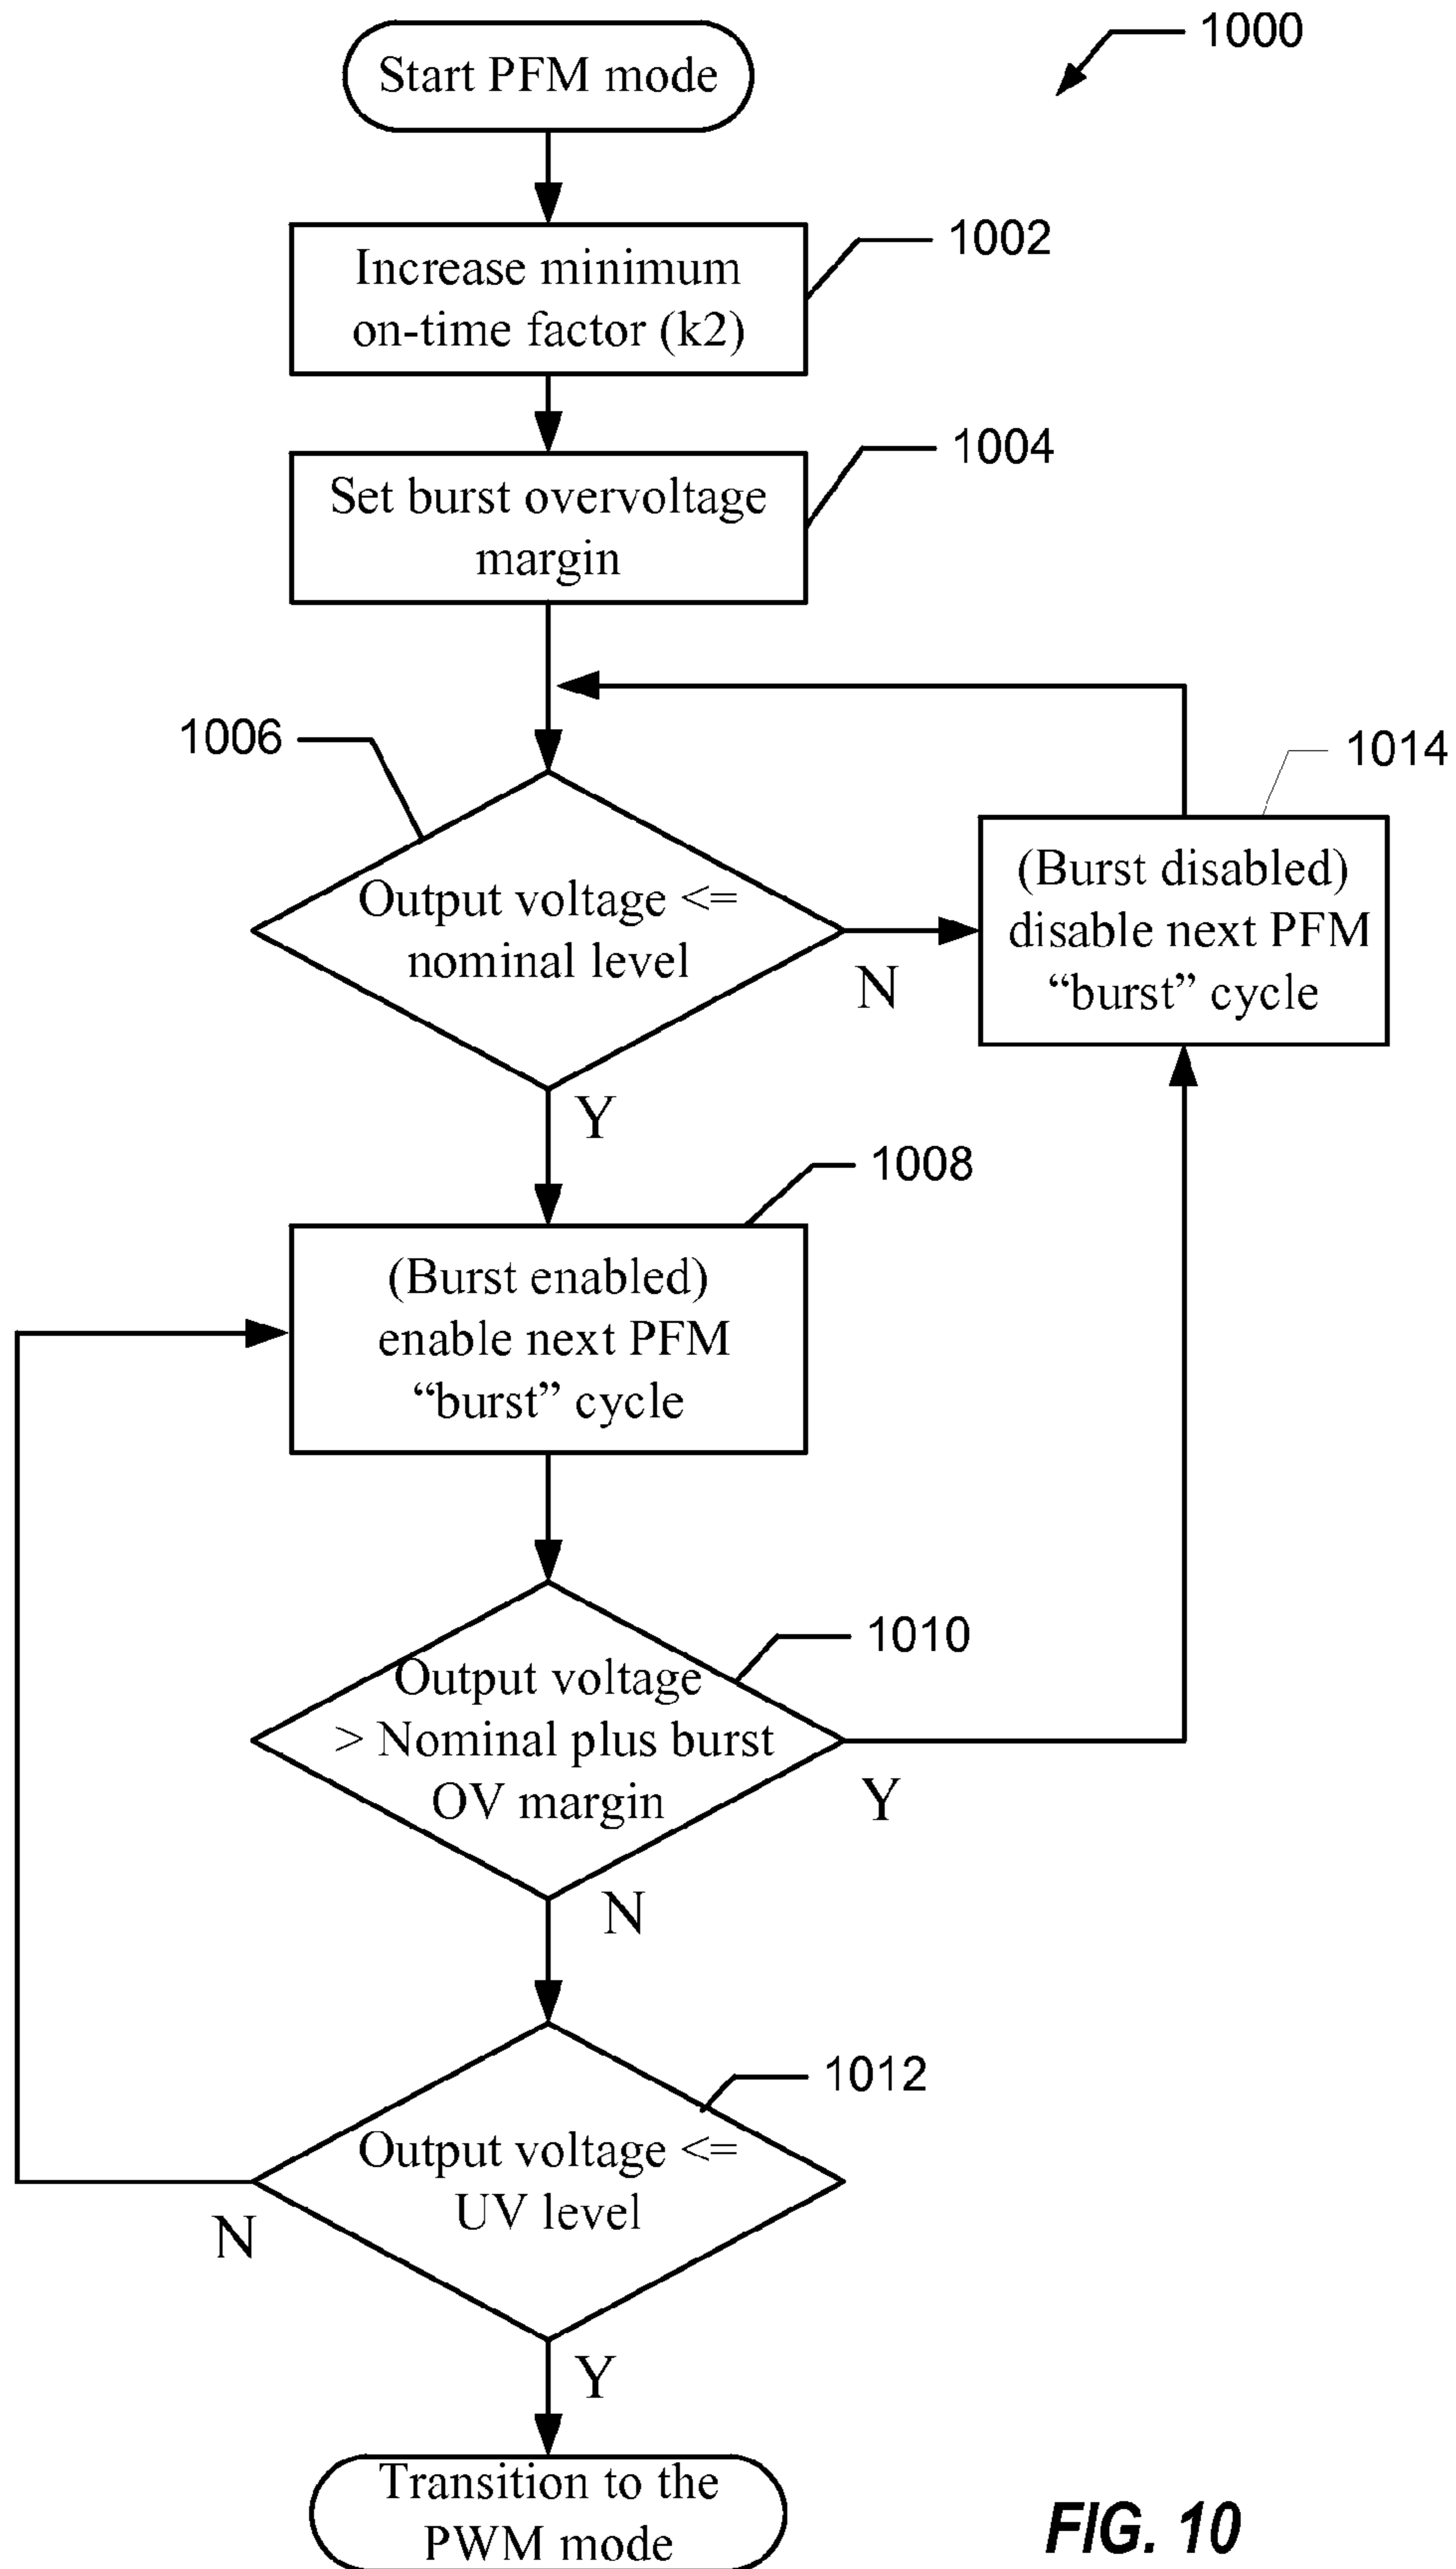 1000
Start PFM mode
1002
Increase minimum
on-time factor (k2)
1004
Set burst overvoltage
margin
1006
1014
Output voltage <=
nominal level
N
(Burst disabled)
disable next PFM
“burst” cycle
Y
1008
(Burst enabled)
enable next PFM
“burst” cycle
1010
Output voltage
> Nominal plus burst
OV margin
Y
N
1012
Output voltage <=
UV level
N
Y
Transition to the
PWM mode
FIG. 10